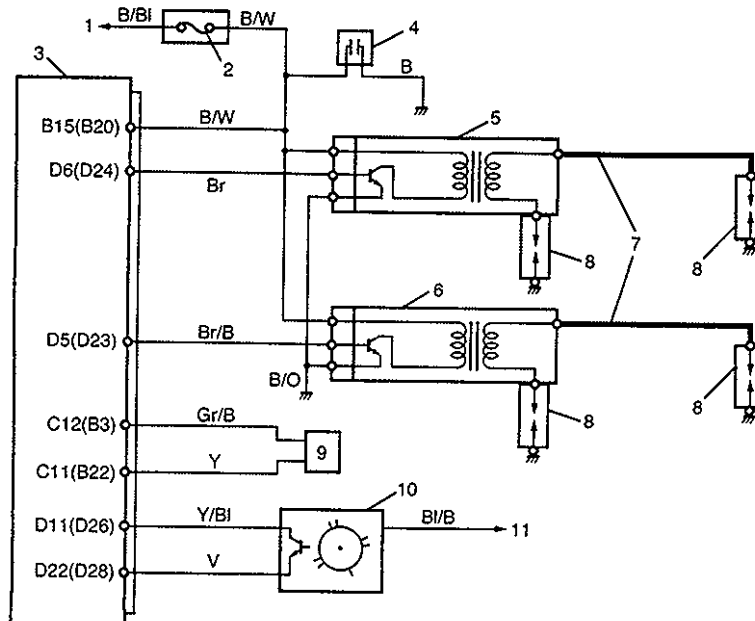 1
B/Bl
B/W
2
4
B
3
B15(B20)
B/W
5
D6(D24)
Br
7
8
8
6
D5(D23)
Br/B
B/O
8
8
C12(B3)
Gr/B
9
C11(B22)
Y
10
D11(D26)
Y/Bl
Bl/B
11
D22(D28)
V